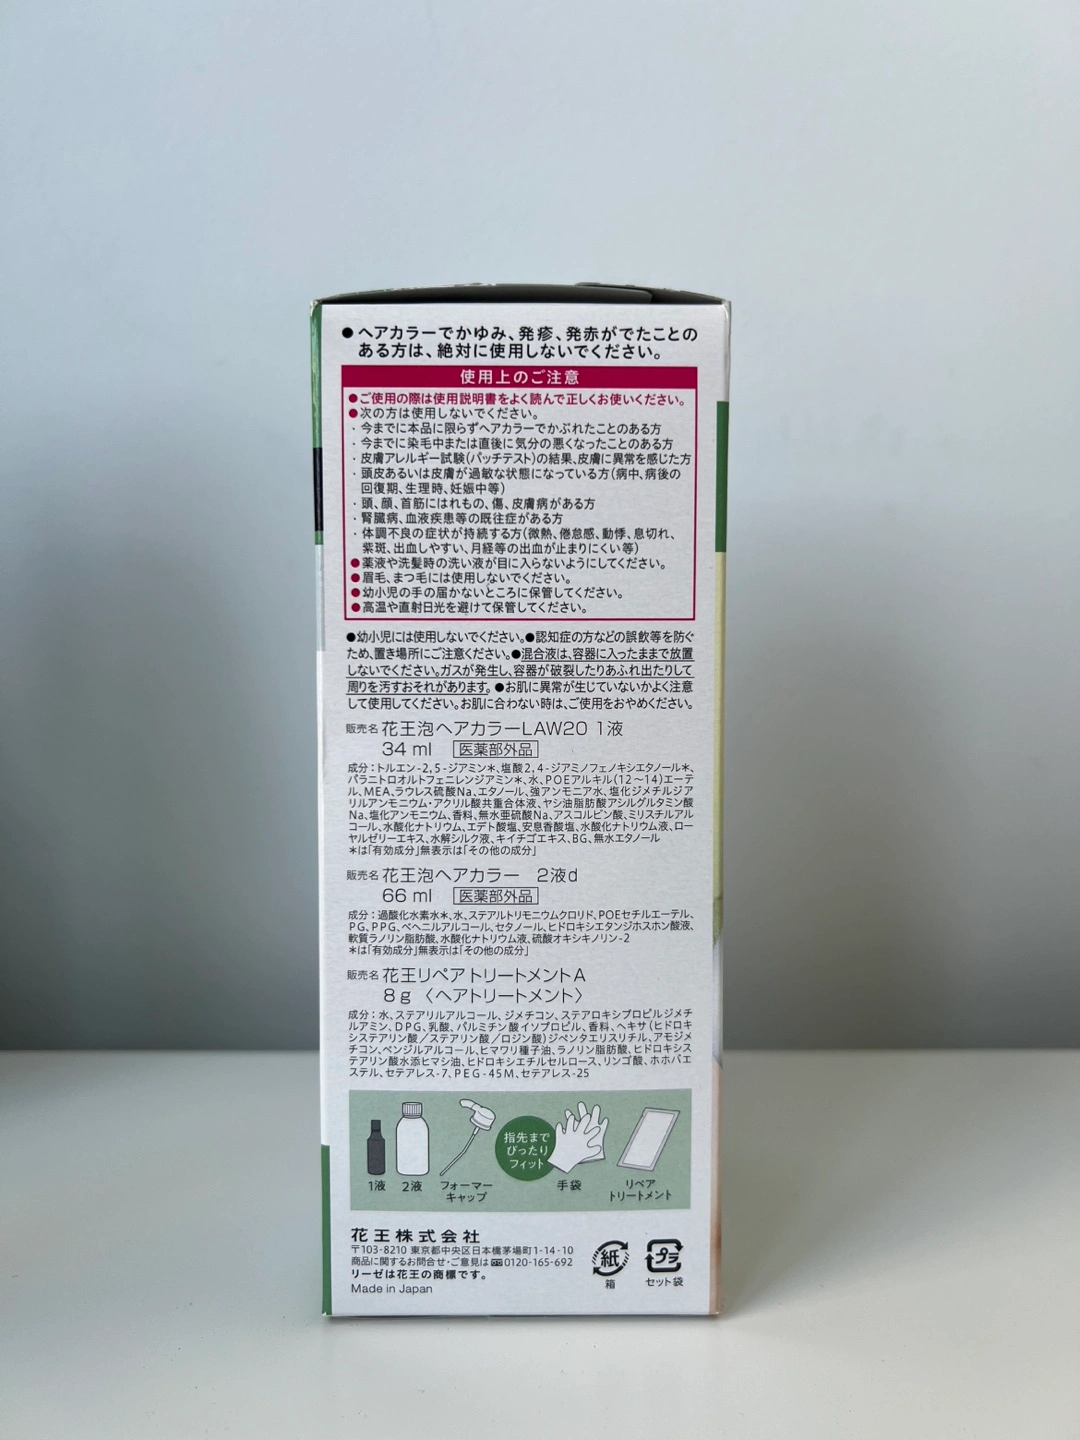 ●ヘアカラーでかゆみ、発疹、発赤がでたことの
ある方は、絶対に使用しないでください。
使用上のご注意
●ご使用の際は使用説明書をよく読んで正しくお使いください。
●次の方は使用しないでください。
・今までに本品に限らずヘアカラーでかぶれたことのある方
・今までに染毛中または直後に気分の悪くなったことのある方
・皮膚アレルギー試験(パッチテスト)の結果、皮膚に異常を感じた方
・頭皮あるいは皮膚が過敏な状態になっている方(病中、病後の
回復期、生理時、妊娠中等)
・頭、顔、首筋にはれもの、傷、皮膚病がある方
・腎臓病、血液疾患等の既往症がある方
・体調不良の症状が持続する方(微熱、倦怠感、動悸、息切れ、
紫斑、出血しやすい、月経等の出血が止まりにくい等)
●薬液や洗髪時の洗い液が目に入らないようにしてください。
●眉毛、まつ毛には使用しないでください。
●幼小児の手の届かないところに保管してください。
●高温や直射日光を避けて保管してください。
●幼小児には使用しないでください。●認知症の方などの誤飲等を防ぐ
ため、置き場所にご注意ください。●混合液は、容器に入ったままで放置
しないでください。ガスが発生し、容器が破裂したりあふれ出たりして
周りを汚すおそれがあります。●お肌に異常が生じていないかよく注意
して使用してください。お肌に合わない時は、ご使用をおやめください。
販売名 花王泡ヘアカラーLAW20 1液
34 ml 医薬部外品
成分:トルエン-2,5-ジアミン*、塩酸2,4-ジアミノフェノキシエタノール*、
パラニトロオルトフェニレンジアミン*、水、POEアルキル(12~14)エーテ
ル、MEA、ラウレス硫酸Na、エタノール、強アンモニア水、塩化ジメチルジア
リルアンモニウム・アクリル酸共重合体液、ヤシ油脂肪酸アシルグルタミン酸
Na、塩化アンモニウム、香料、無水亜硫酸Na、アスコルビン酸、ミリスチルアル
コール、水酸化ナトリウム、エデト酸塩、安息香酸塩、水酸化ナトリウム液、ロー
ヤルゼリーエキス、水解シルク液、キイチゴエキス、BG、無水エタノール
*は「有効成分」無表示は「その他の成分」
販売名 花王泡ヘアカラー 2液d
66 ml 医薬部外品
成分:過酸化水素水*、水、ステアルトリモニウムクロリド、POEセチルエーテル、
PG、PPG、ベヘニルアルコール、セタノール、ヒドロキシエタンジホスホン酸液、
軟質ラノリン脂肪酸、水酸化ナトリウム液、硫酸オキシキノリン-2
*は「有効成分」無表示は「その他の成分」
販売名 花王リペアトリートメントA
8g〈ヘアトリートメント〉
成分:水、ステアリルアルコール、ジメチコン、ステアロキシプロピルジメチ
ルアミン、DPG、乳酸、パルミチン酸イソプロピル、香料、ヘキサ(ヒドロキ
システアリン酸/ステアリン酸/ロジン酸)ジペンタエリスリチル、アモジメ
チコン、ベンジルアルコール、ヒマワリ種子油、ラノリン脂肪酸、ヒドロキシス
テアリン酸水添ヒマシ油、ヒドロキシエチルセルロース、リンゴ酸、ホホバエ
ステル、セテアレス-7、PEG-45M、セテアレス-25
1液
2液
フォーマー
キャップ
指先まで
ぴったり
フィット
手袋
リペア
トリートメント
花王株式会社
〒103-8210 東京都中央区日本橋茅場町1-14-10
商品に関するお問合せ・ご意見は 0120-165-692
リーゼは花王の商標です。
Made in Japan
紙
箱
プラ
セット袋